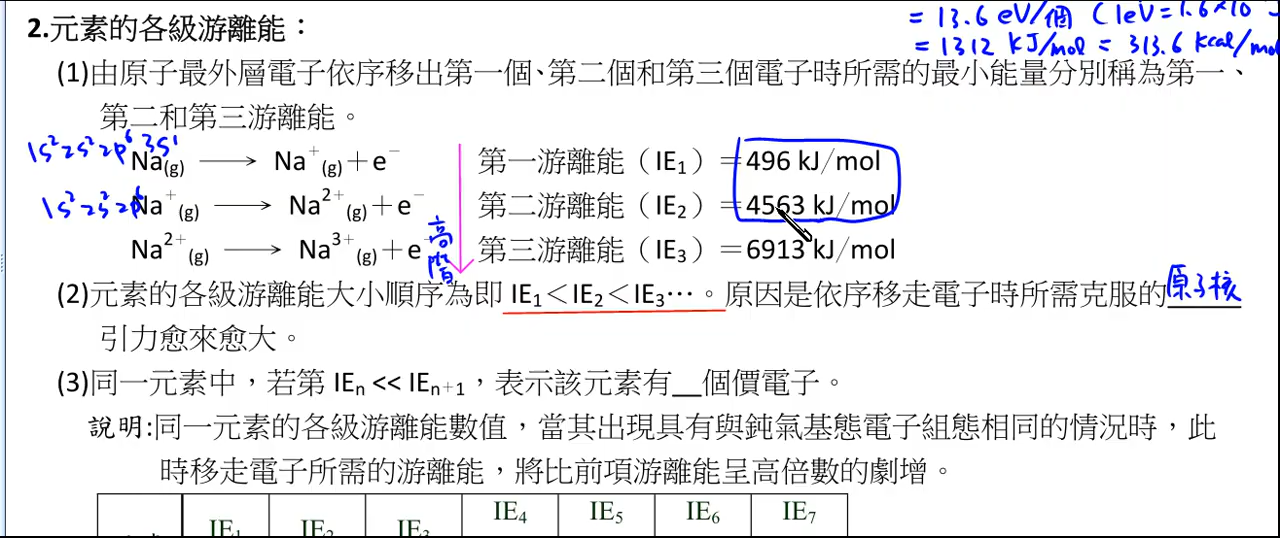 = 13.6 eV/個 (1eV=1.6×10
= 1312 KJ/mol = 313.6 kcal/mol
2.元素的各級游離能：
(1)由原子最外層電子依序移出第一個、第二個和第三個電子時所需的最小能量分別稱為第一、
第二和第三游離能。
1s²2s²2p⁶3s¹
Na(g) ⟶ Na⁺(g)＋e⁻ 第一游離能（IE₁）＝496 kJ/mol
1s²2s²2p⁶
Na⁺(g) ⟶ Na²⁺(g)＋e⁻ 第二游離能（IE₂）＝4563 kJ/mol
Na²⁺(g) ⟶ Na³⁺(g)＋e⁻ 第三游離能（IE₃）＝6913 kJ/mol
高階
(2)元素的各級游離能大小順序為即 IE₁＜IE₂＜IE₃⋯。原因是依序移走電子時所需克服的原子核
引力愈來愈大。
(3)同一元素中，若第 IEₙ << IEₙ₊₁，表示該元素有__個價電子。
說明:同一元素的各級游離能數值，當其出現具有與鈍氣基態電子組態相同的情況時，此
時移走電子所需的游離能，將比前項游離能呈高倍數的劇增。
IE₁ IE₂ IE₃ IE₄ IE₅ IE₆ IE₇